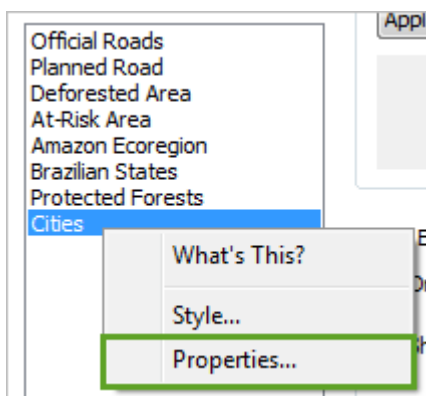 Appl
Official Roads
Planned Road
Deforested Area
At-Risk Area
Amazon Ecoregion
Brazilian States
Protected Forests
Cities
What's This?
Style...
Properties...